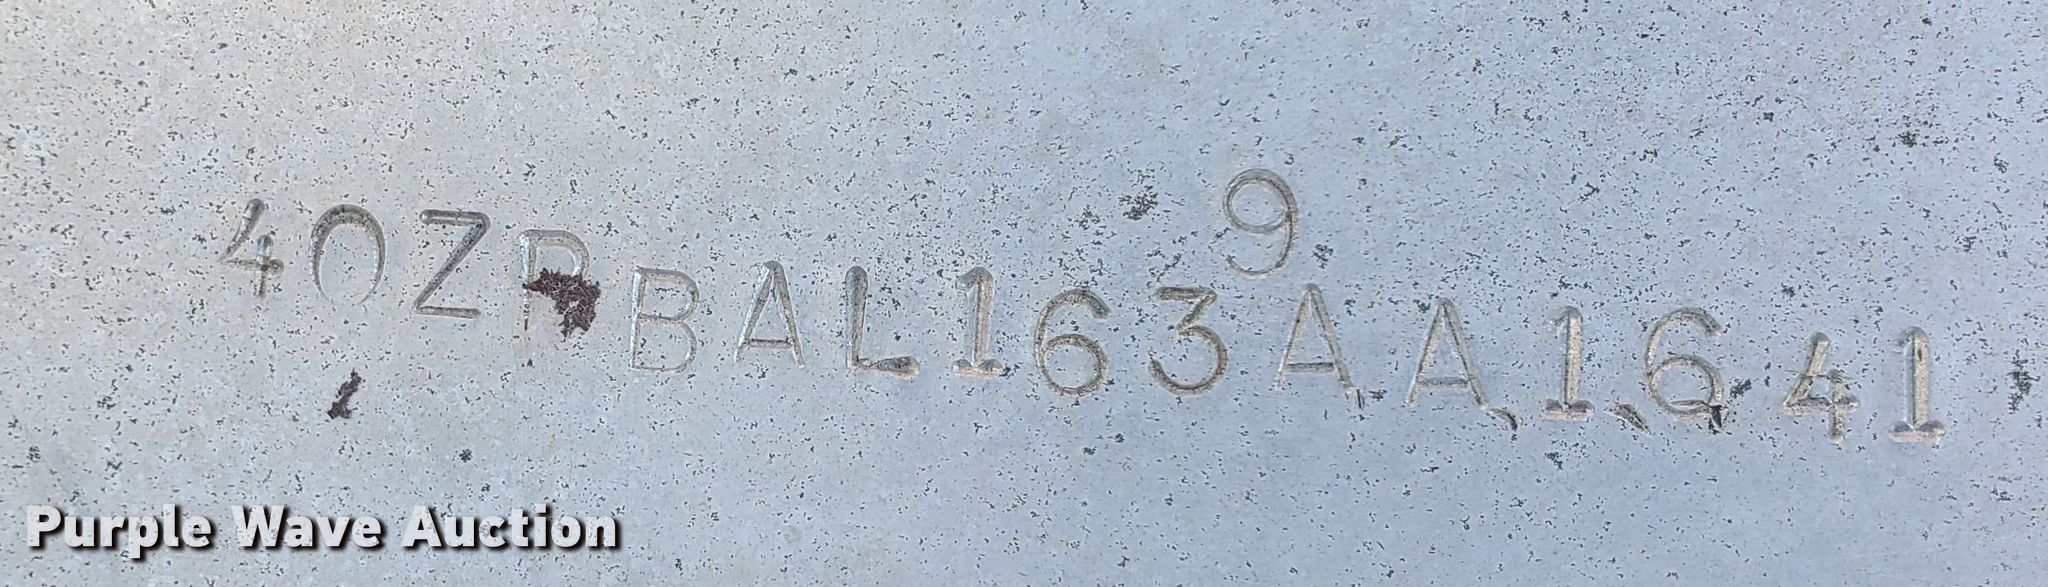 9
40ZPBAL163AA1641
Purple Wave Auction